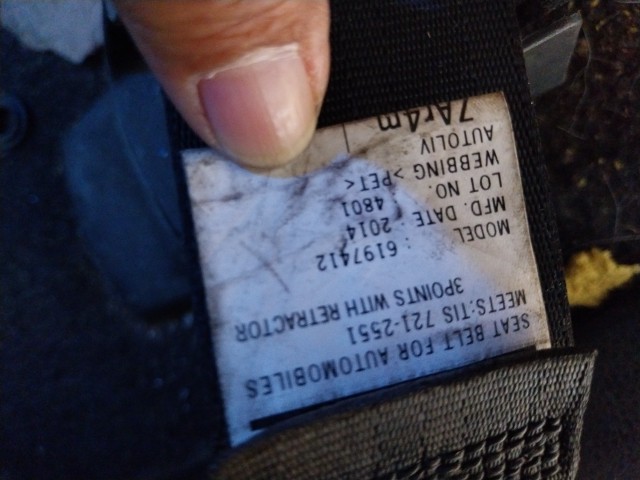 SEAT BELT FOR AUTOMOBILES
MEETS:TIS 721-2551
3POINTS WITH RETRACTOR
MODEL : 6197412
MFD. DATE : 2014
LOT NO. 4801
WEBBING >PET<
AUTOLIV
7Ar4m